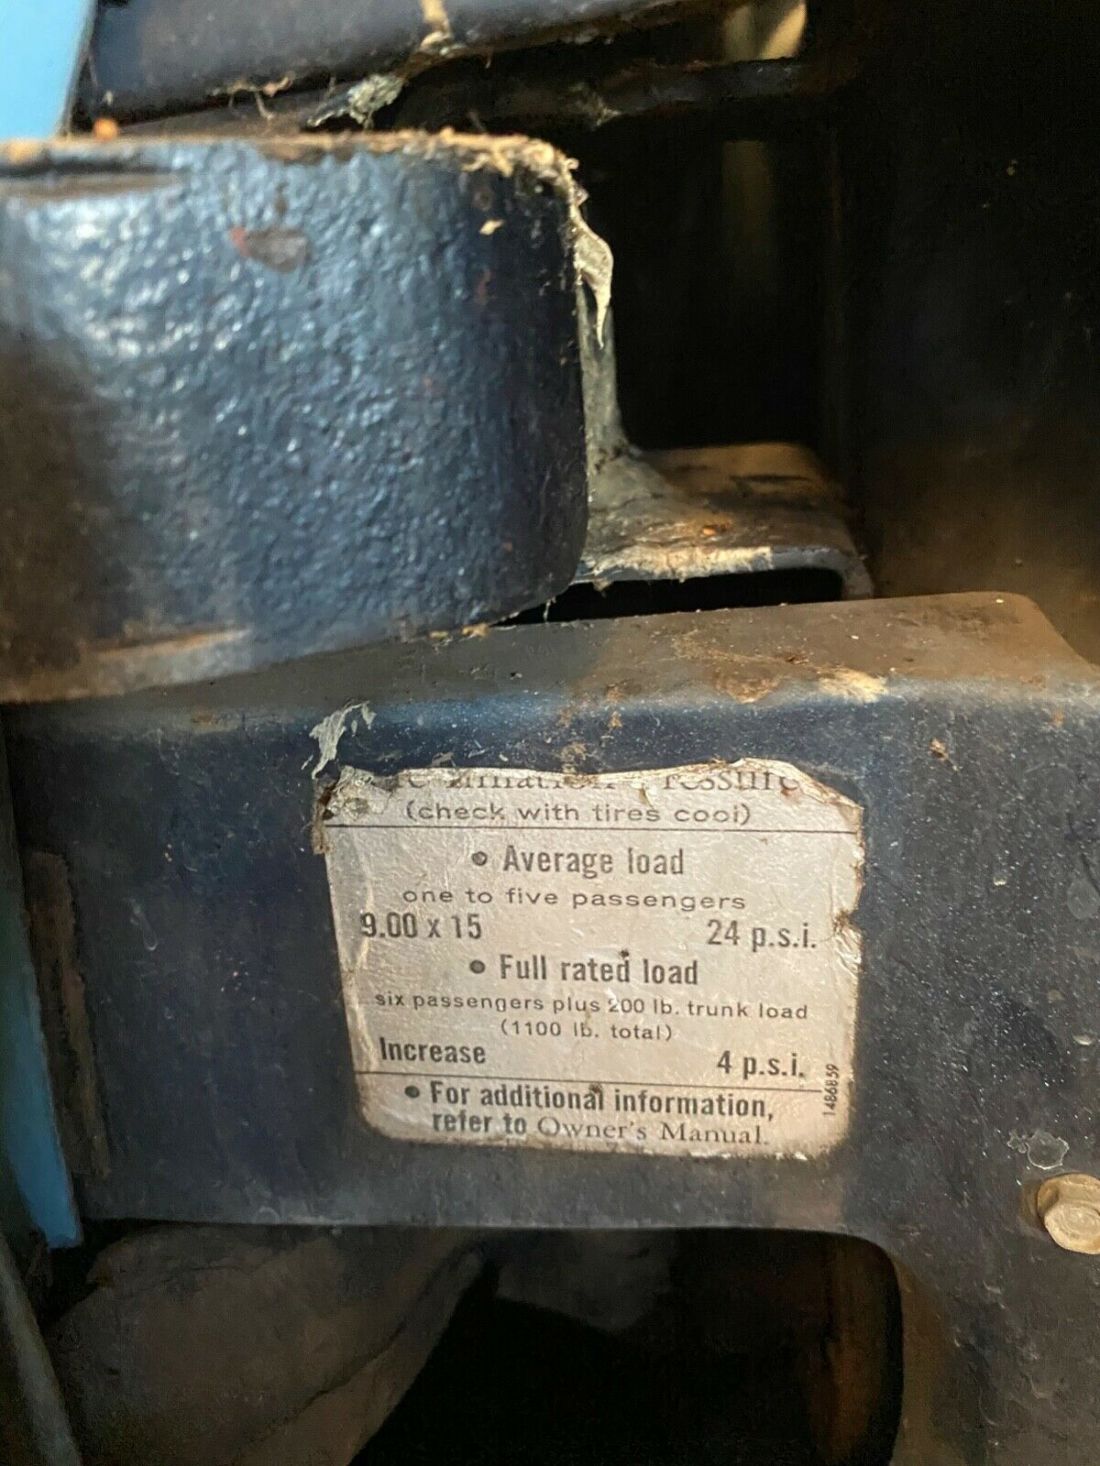 (check with tires cool)
• Average load
one to five passengers
9.00 x 15 24 p.s.i.
• Full rated load
six passengers plus 200 lb. trunk load
(1100 lb. total)
Increase 4 p.s.i.
• For additional information,
refer to Owner's Manual.
1486859